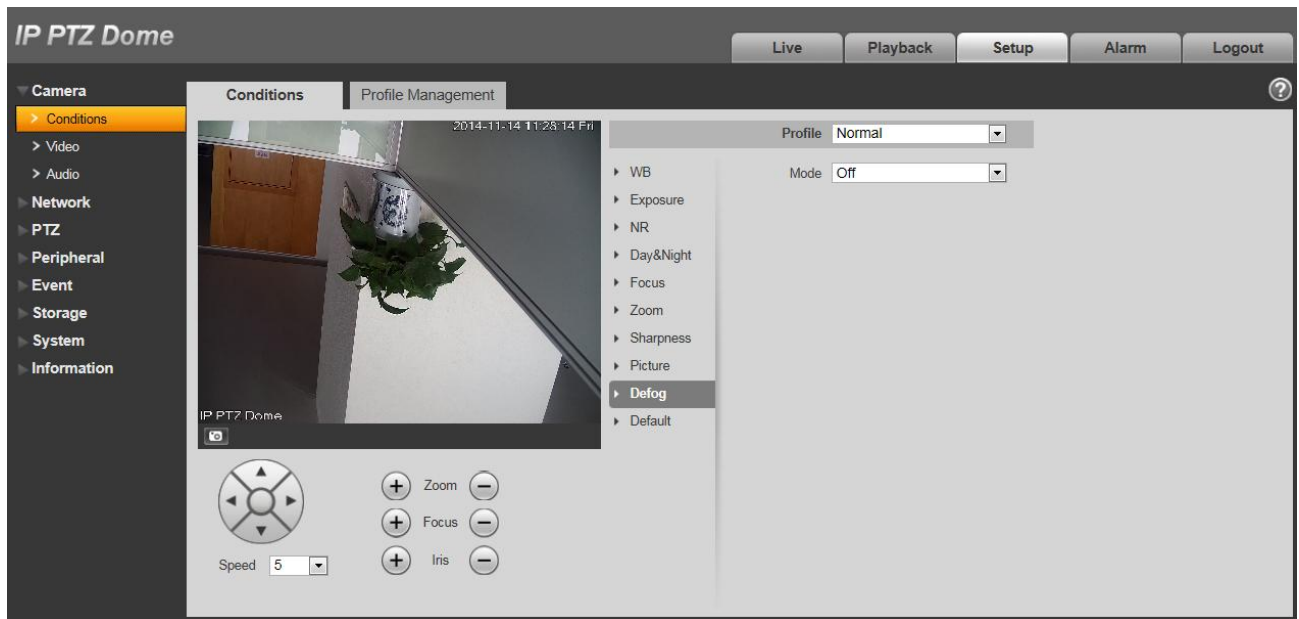 IP PTZ Dome
Live Playback Setup Alarm Logout
Camera
Conditions
Video
Audio
Network
PTZ
Peripheral
Event
Storage
System
Information
Conditions Profile Management ?
2014-11-14 11:28:14 Fri
IP PTZ Dome
Zoom
Focus
Speed 5 Iris
WB
Exposure
NR
Day&Night
Focus
Zoom
Sharpness
Picture
Defog
Default
Profile Normal
Mode Off